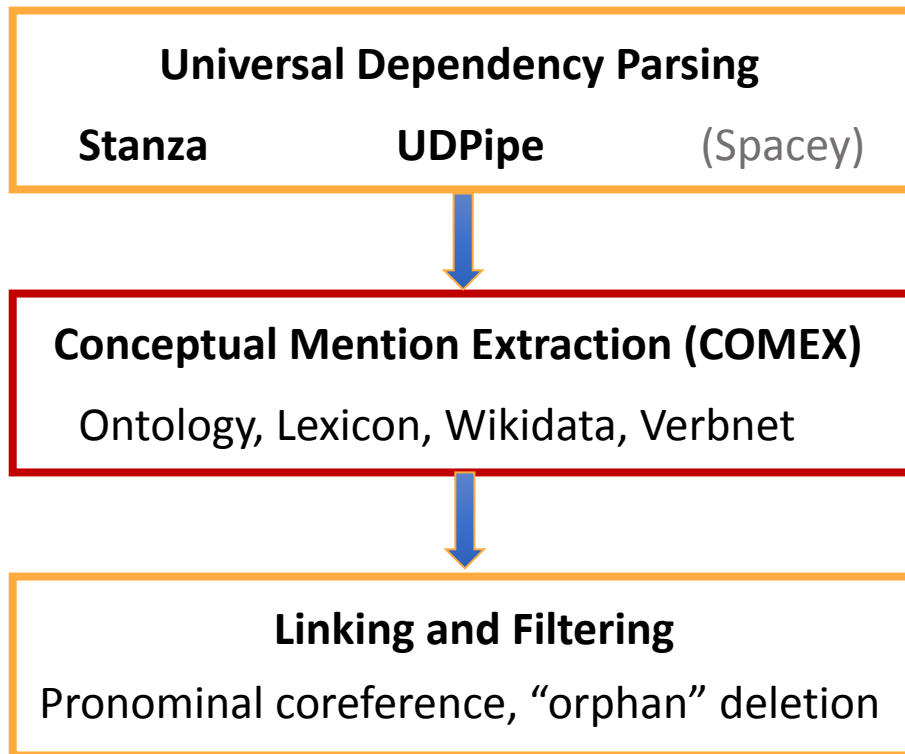 Universal Dependency Parsing
Stanza UDPipe (Spacey)
Conceptual Mention Extraction (COMEX)
Ontology, Lexicon, Wikidata, Verbnet
Linking and Filtering
Pronominal coreference, “orphan” deletion